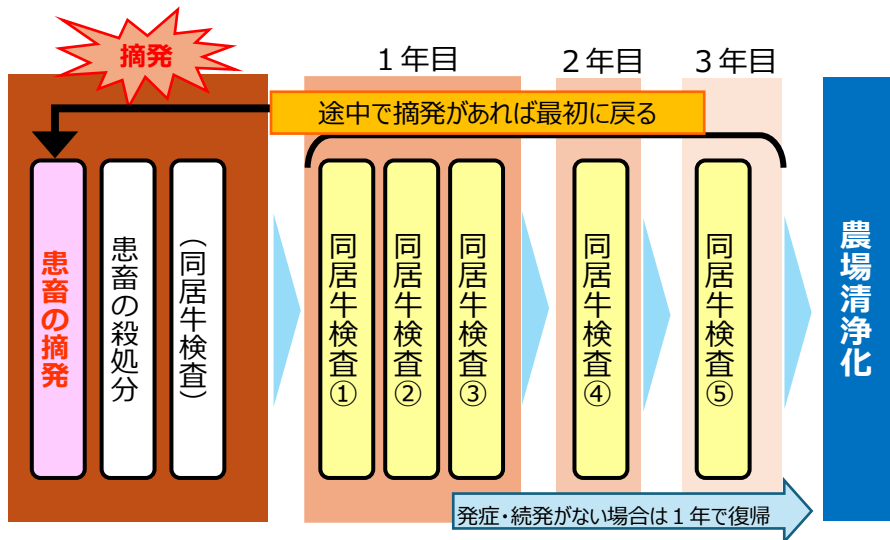 摘発
１年目
２年目
３年目
途中で摘発があれば最初に戻る
患畜の摘発
患畜の殺処分
（同居牛検査）
同居牛検査①
同居牛検査②
同居牛検査③
同居牛検査④
同居牛検査⑤
農場清浄化
発症・続発がない場合は１年で復帰